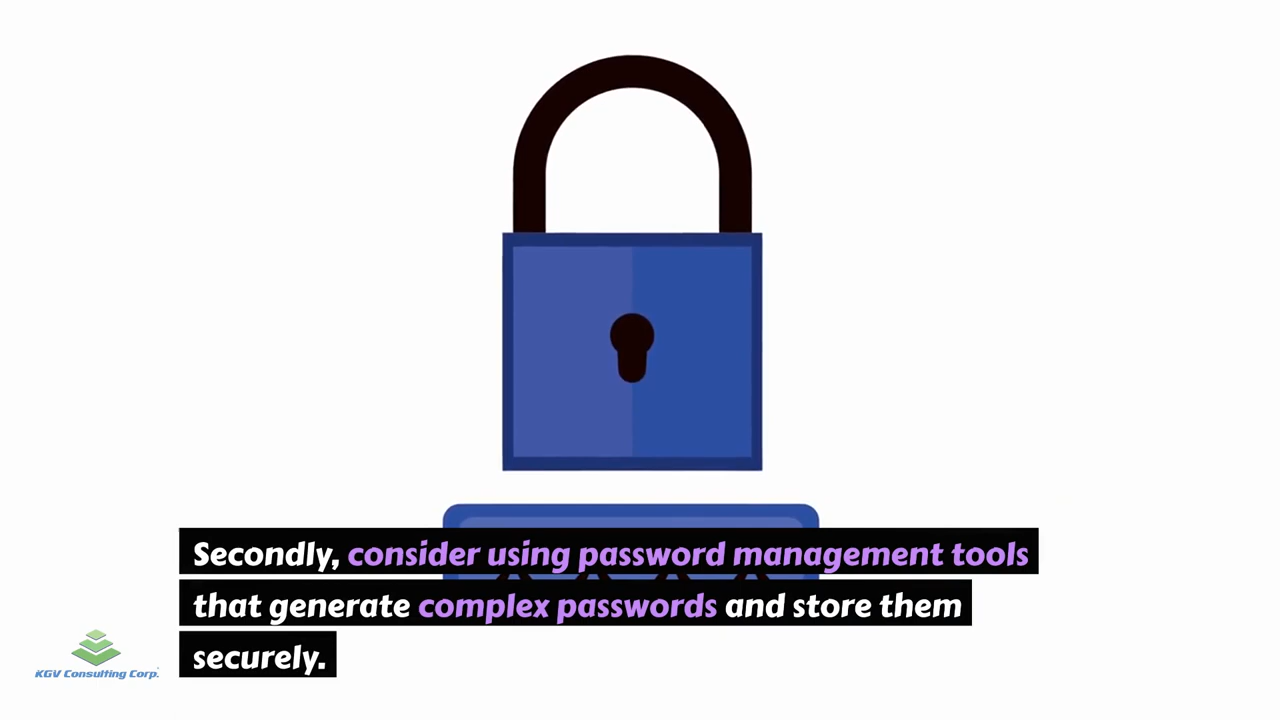 Secondly, consider using password management tools
that generate complex passwords and store them
securely.
KGV Consulting Corp.